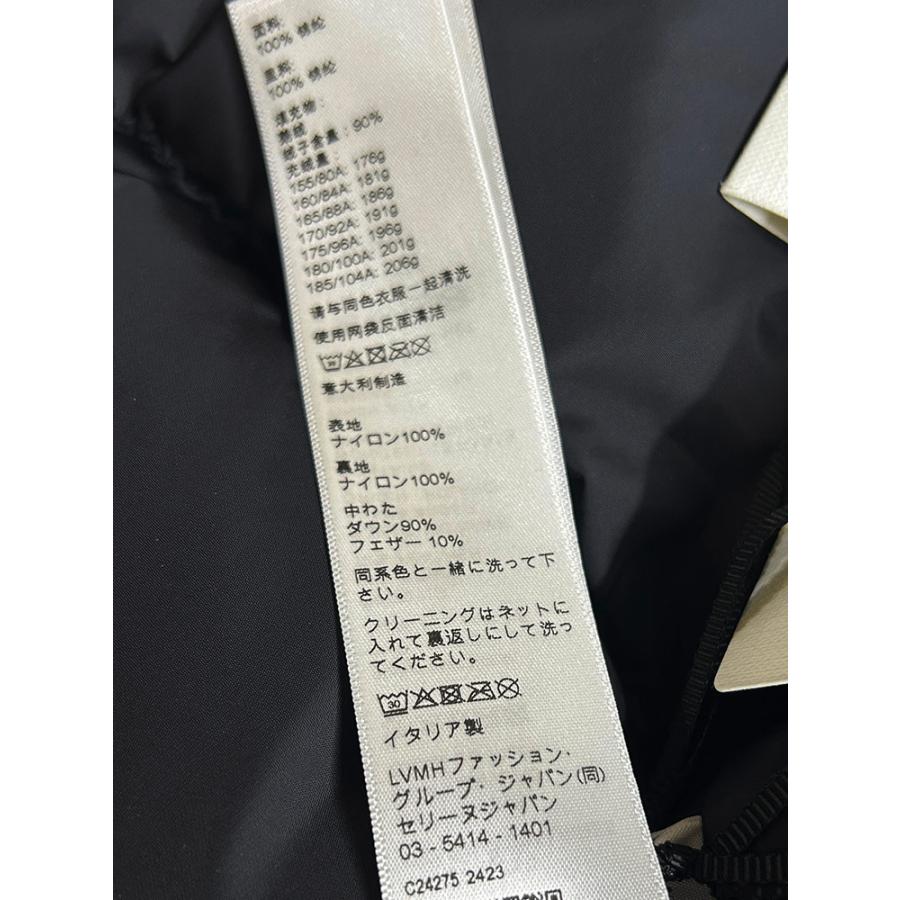 面料:
100% 锦纶
里料:
100% 锦纶
填充物:
鹅绒
绒子含量: 90%
充绒量:
155/80A: 176g
160/84A: 181g
165/88A: 186g
170/92A: 191g
175/96A: 196g
180/100A: 201g
185/104A: 206g
请与同色衣服一起清洗
使用网袋反面清洁
意大利制造
表地
ナイロン100%
裏地
ナイロン100%
中わた
ダウン90%
フェザー 10%
同系色と一緒に洗って下
さい。
クリーニングはネットに
入れて裏返しにして洗っ
てください。
30
イタリア製
LVMHファッション・
グループ・ジャパン(同)
セリーヌジャパン
03 - 5414 - 1401
C24275 2423